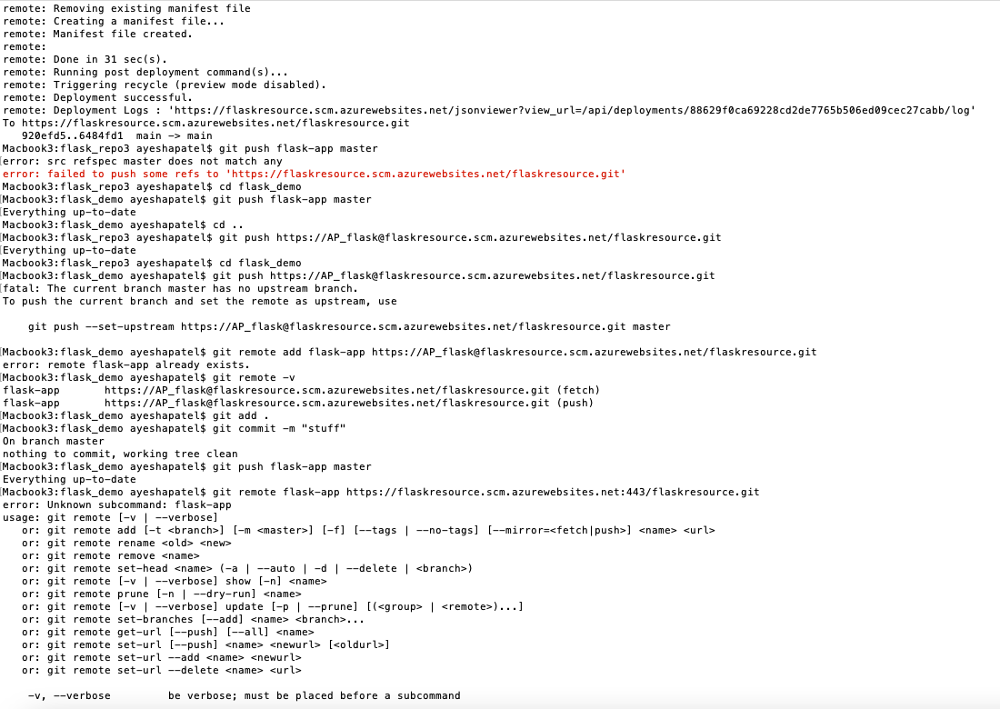 remote: Removing existing manifest file
remote: Creating a manifest file...
remote: Manifest file created.
remote:
remote: Done in 31 sec(s).
remote: Running post deployment command(s)...
remote: Triggering recycle (preview mode disabled).
remote: Deployment successful.
remote: Deployment Logs : 'https://flaskresource.scm.azurewebsites.net/jsonviewer?view_url=/api/deployments/88629f0ca69228cd2de7765b506ed09cec27cabb/log'
To https://flaskresource.scm.azurewebsites.net/flaskresource.git
   920efd5..6484fd1  main -> main
Macbook3:flask_repo3 ayeshapatel$ git push flask-app master
error: src refspec master does not match any
error: failed to push some refs to 'https://flaskresource.scm.azurewebsites.net/flaskresource.git'
Macbook3:flask_repo3 ayeshapatel$ cd flask_demo
[Macbook3:flask_demo ayeshapatel$ git push flask-app master
[Everything up-to-date
Macbook3:flask_demo ayeshapatel$ cd ..
[Macbook3:flask_repo3 ayeshapatel$ git push https://AP_flask@flaskresource.scm.azurewebsites.net/flaskresource.git
[Everything up-to-date
Macbook3:flask_repo3 ayeshapatel$ cd flask_demo
[Macbook3:flask_demo ayeshapatel$ git push https://AP_flask@flaskresource.scm.azurewebsites.net/flaskresource.git
[fatal: The current branch master has no upstream branch.
To push the current branch and set the remote as upstream, use
    git push --set-upstream https://AP_flask@flaskresource.scm.azurewebsites.net/flaskresource.git master
[Macbook3:flask_demo ayeshapatel$ git remote add flask-app https://AP_flask@flaskresource.scm.azurewebsites.net/flaskresource.git
error: remote flask-app already exists.
[Macbook3:flask_demo ayeshapatel$ git remote -v
flask-app       https://AP_flask@flaskresource.scm.azurewebsites.net/flaskresource.git (fetch)
flask-app       https://AP_flask@flaskresource.scm.azurewebsites.net/flaskresource.git (push)
[Macbook3:flask_demo ayeshapatel$ git add .
[Macbook3:flask_demo ayeshapatel$ git commit -m "stuff"
On branch master
nothing to commit, working tree clean
[Macbook3:flask_demo ayeshapatel$ git push flask-app master
Everything up-to-date
[Macbook3:flask_demo ayeshapatel$ git remote flask-app https://flaskresource.scm.azurewebsites.net:443/flaskresource.git
error: Unknown subcommand: flask-app
usage: git remote [-v | --verbose]
   or: git remote add [-t <branch>] [-m <master>] [-f] [--tags | --no-tags] [--mirror=<fetch|push>] <name> <url>
   or: git remote rename <old> <new>
   or: git remote remove <name>
   or: git remote set-head <name> (-a | --auto | -d | --delete | <branch>)
   or: git remote [-v | --verbose] show [-n] <name>
   or: git remote prune [-n | --dry-run] <name>
   or: git remote [-v | --verbose] update [-p | --prune] [(<group> | <remote>)...]
   or: git remote set-branches [--add] <name> <branch>...
   or: git remote get-url [--push] [--all] <name>
   or: git remote set-url [--push] <name> <newurl> [<oldurl>]
   or: git remote set-url --add <name> <newurl>
   or: git remote set-url --delete <name> <url>
    -v, --verbose         be verbose; must be placed before a subcommand